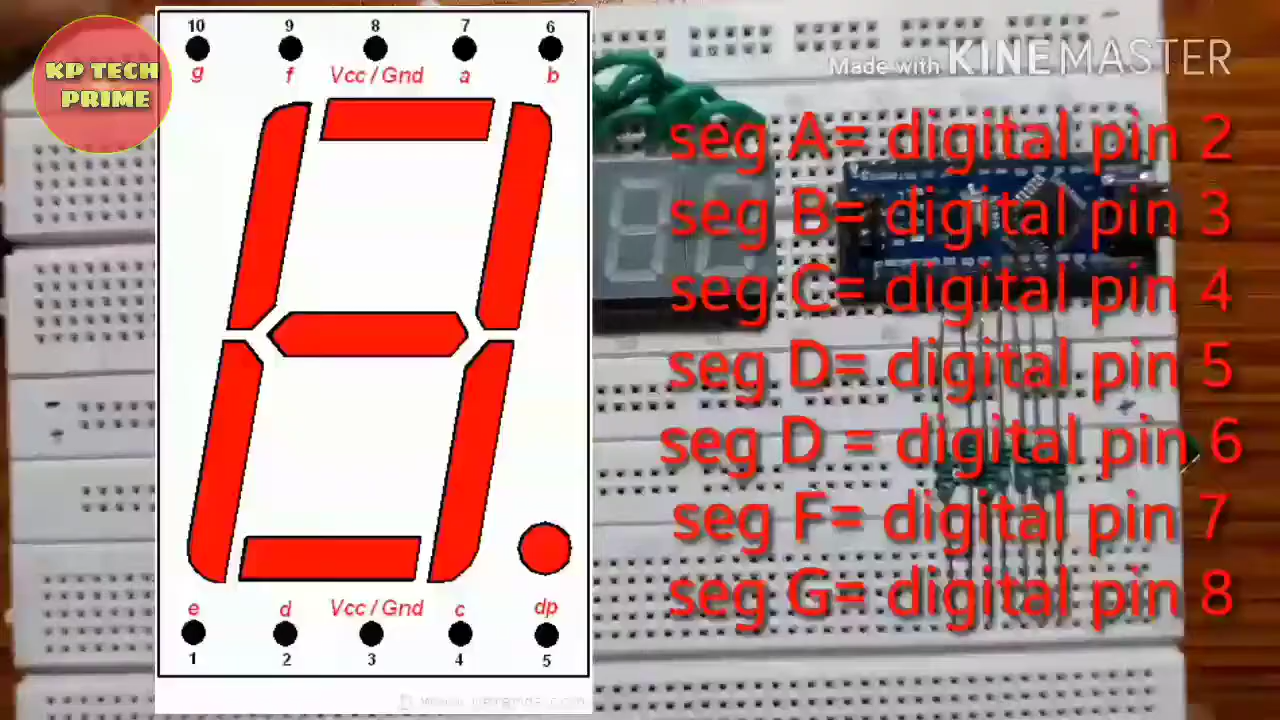 KP TECH
PRIME
10 9 8 7 6
g f Vcc / Gnd a b
e d Vcc / Gnd c dp
1 2 3 4 5
Made with KINEMASTER
seg A= digital pin 2
seg B= digital pin 3
seg C= digital pin 4
seg D= digital pin 5
seg D = digital pin 6
seg F= digital pin 7
seg G= digital pin 8